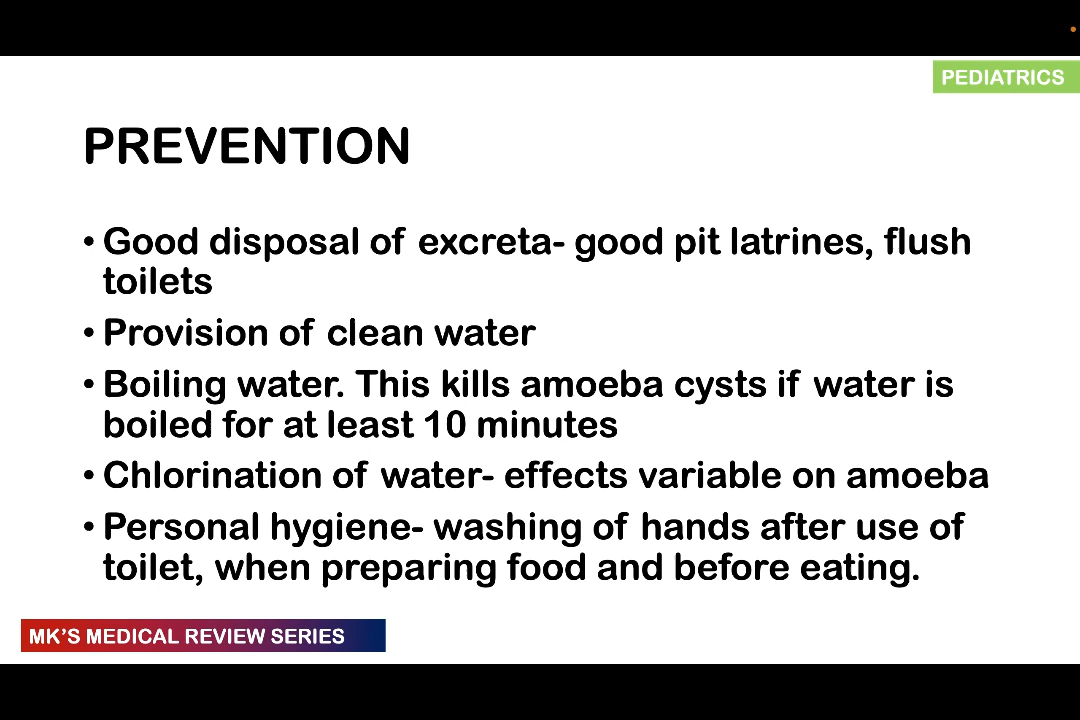 PEDIATRICS
PREVENTION
• Good disposal of excreta- good pit latrines, flush
toilets
• Provision of clean water
• Boiling water. This kills amoeba cysts if water is
boiled for at least 10 minutes
• Chlorination of water- effects variable on amoeba
• Personal hygiene- washing of hands after use of
toilet, when preparing food and before eating.
MK'S MEDICAL REVIEW SERIES